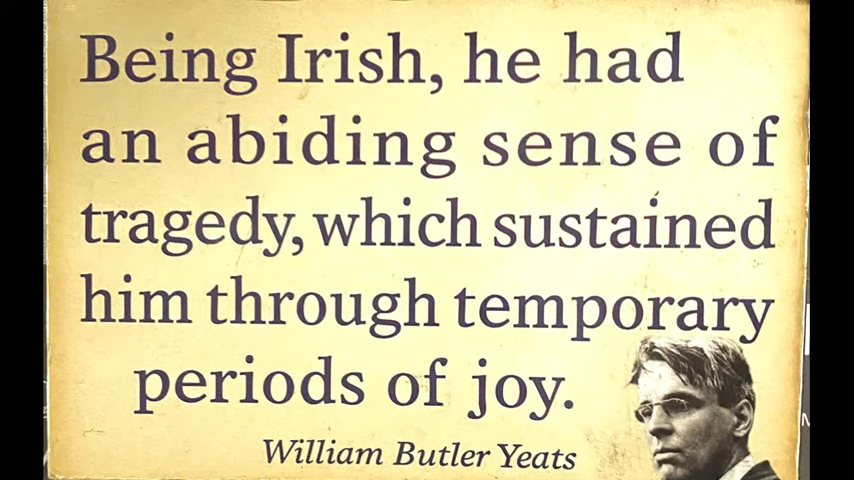 Being Irish, he had
an abiding sense of
tragedy, which sustained
him through temporary
periods of joy.
William Butler Yeats